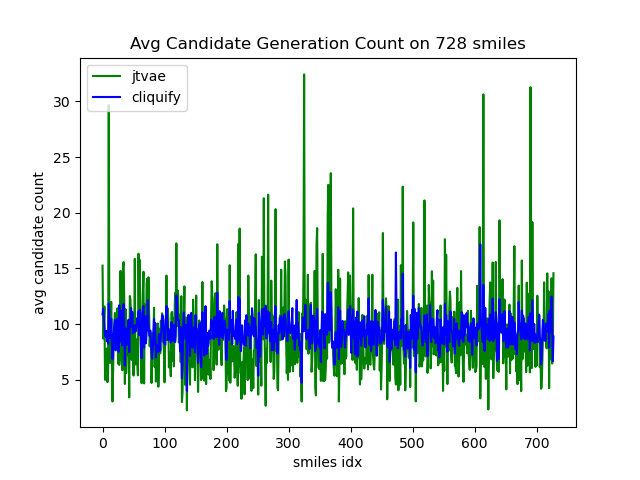 Avg Candidate Generation Count on 728 smiles
jtvae
cliquify
30
25
20
15
10
5
avg candidate count
0 100 200 300 400 500 600 700
smiles idx